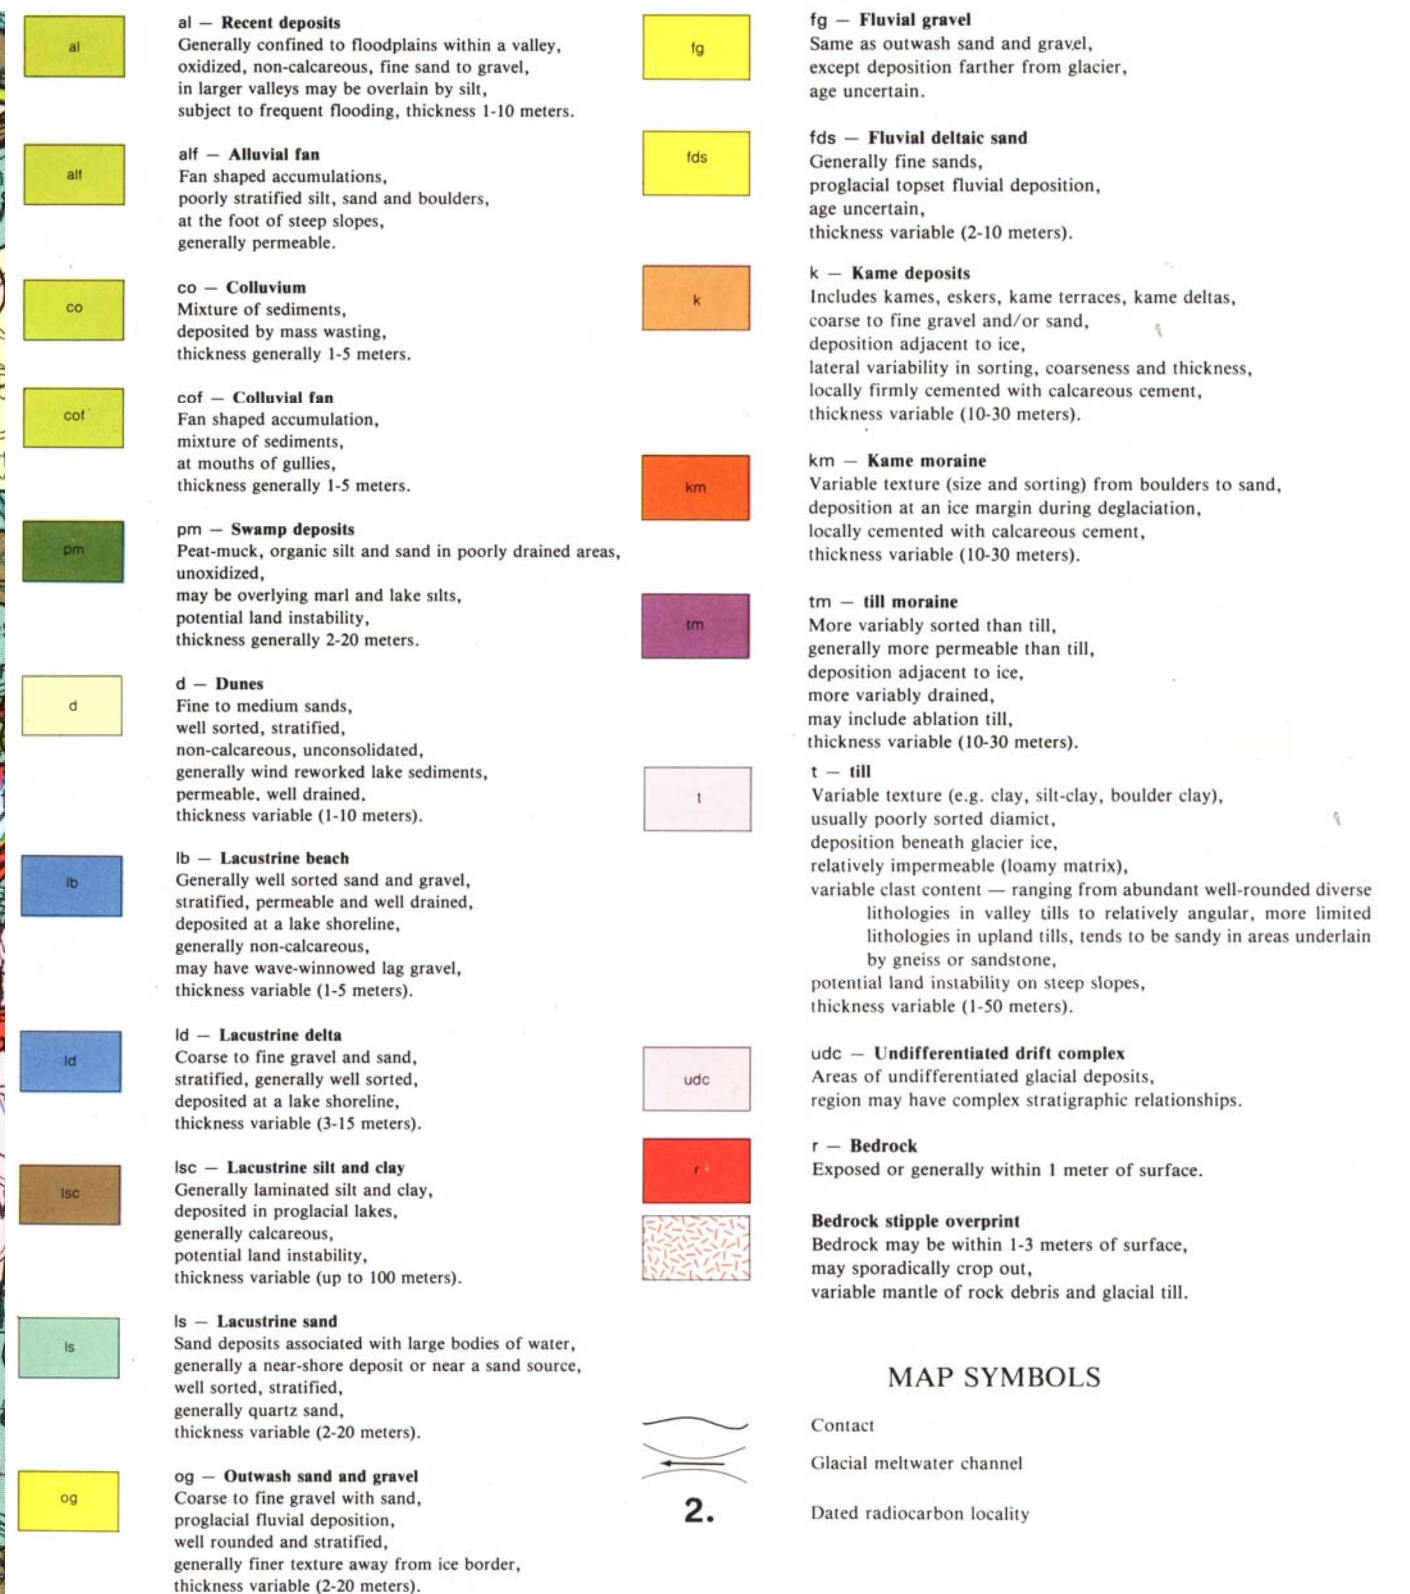 al
al — Recent deposits
Generally confined to floodplains within a valley,
oxidized, non-calcareous, fine sand to gravel,
in larger valleys may be overlain by silt,
subject to frequent flooding, thickness 1-10 meters.
alf
alf — Alluvial fan
Fan shaped accumulations,
poorly stratified silt, sand and boulders,
at the foot of steep slopes,
generally permeable.
co
co — Colluvium
Mixture of sediments,
deposited by mass wasting,
thickness generally 1-5 meters.
cof
cof — Colluvial fan
Fan shaped accumulation,
mixture of sediments,
at mouths of gullies,
thickness generally 1-5 meters.
pm
pm — Swamp deposits
Peat-muck, organic silt and sand in poorly drained areas,
unoxidized,
may be overlying marl and lake silts,
potential land instability,
thickness generally 2-20 meters.
d
d — Dunes
Fine to medium sands,
well sorted, stratified,
non-calcareous, unconsolidated,
generally wind reworked lake sediments,
permeable, well drained,
thickness variable (1-10 meters).
lb
lb — Lacustrine beach
Generally well sorted sand and gravel,
stratified, permeable and well drained,
deposited at a lake shoreline,
generally non-calcareous,
may have wave-winnowed lag gravel,
thickness variable (1-5 meters).
ld
ld — Lacustrine delta
Coarse to fine gravel and sand,
stratified, generally well sorted,
deposited at a lake shoreline,
thickness variable (3-15 meters).
lsc
lsc — Lacustrine silt and clay
Generally laminated silt and clay,
deposited in proglacial lakes,
generally calcareous,
potential land instability,
thickness variable (up to 100 meters).
ls
ls — Lacustrine sand
Sand deposits associated with large bodies of water,
generally a near-shore deposit or near a sand source,
well sorted, stratified,
generally quartz sand,
thickness variable (2-20 meters).
og
og — Outwash sand and gravel
Coarse to fine gravel with sand,
proglacial fluvial deposition,
well rounded and stratified,
generally finer texture away from ice border,
thickness variable (2-20 meters).
fg
fg — Fluvial gravel
Same as outwash sand and gravel,
except deposition farther from glacier,
age uncertain.
fds
fds — Fluvial deltaic sand
Generally fine sands,
proglacial topset fluvial deposition,
age uncertain,
thickness variable (2-10 meters).
k
k — Kame deposits
Includes kames, eskers, kame terraces, kame deltas,
coarse to fine gravel and/or sand,
deposition adjacent to ice,
lateral variability in sorting, coarseness and thickness,
locally firmly cemented with calcareous cement,
thickness variable (10-30 meters).
km
km — Kame moraine
Variable texture (size and sorting) from boulders to sand,
deposition at an ice margin during deglaciation,
locally cemented with calcareous cement,
thickness variable (10-30 meters).
tm
tm — till moraine
More variably sorted than till,
generally more permeable than till,
deposition adjacent to ice,
more variably drained,
may include ablation till,
thickness variable (10-30 meters).
t
t — till
Variable texture (e.g. clay, silt-clay, boulder clay),
usually poorly sorted diamict,
deposition beneath glacier ice,
relatively impermeable (loamy matrix),
variable clast content — ranging from abundant well-rounded diverse
lithologies in valley tills to relatively angular, more limited
lithologies in upland tills, tends to be sandy in areas underlain
by gneiss or sandstone,
potential land instability on steep slopes,
thickness variable (1-50 meters).
udc
udc — Undifferentiated drift complex
Areas of undifferentiated glacial deposits,
region may have complex stratigraphic relationships.
r
r — Bedrock
Exposed or generally within 1 meter of surface.
Bedrock stipple overprint
Bedrock may be within 1-3 meters of surface,
may sporadically crop out,
variable mantle of rock debris and glacial till.
MAP SYMBOLS
Contact
Glacial meltwater channel
2.
Dated radiocarbon locality